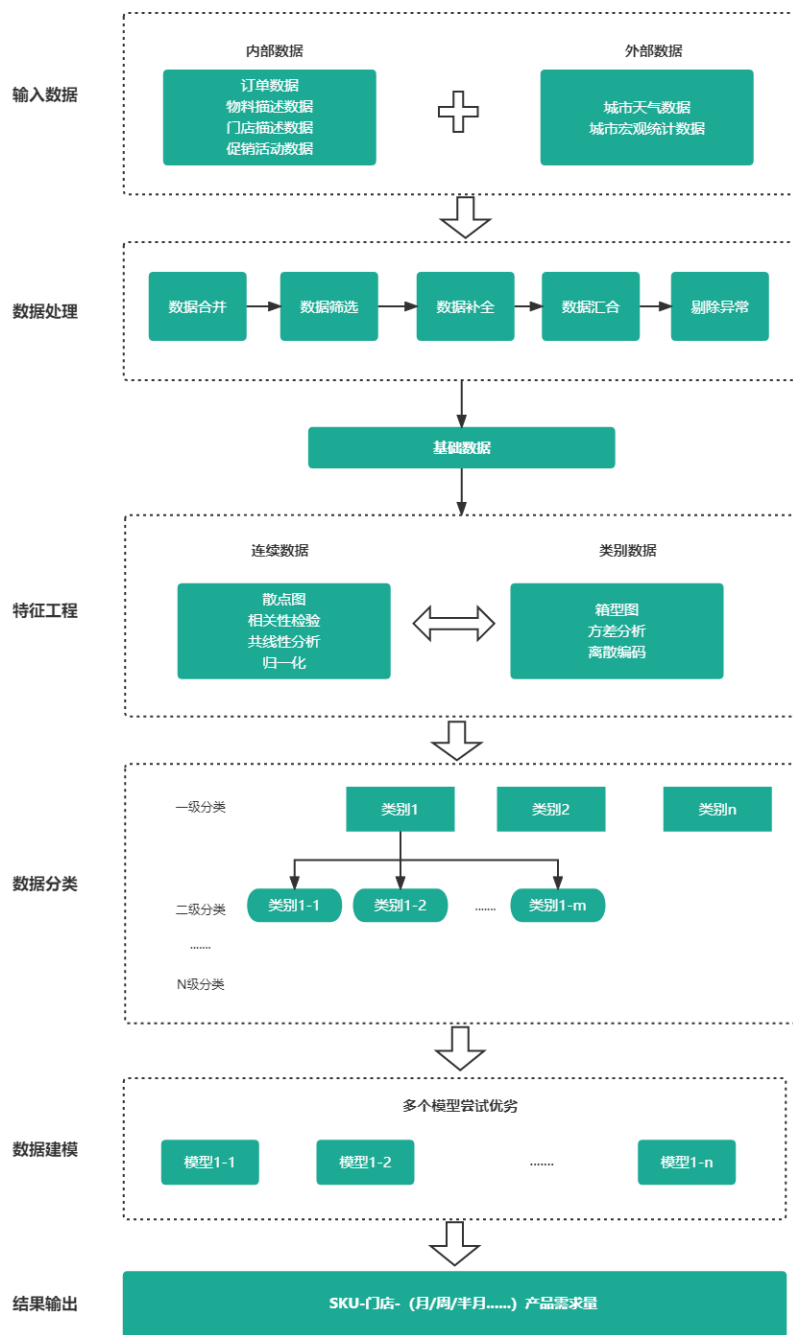 内部数据
外部数据
输入数据
订单数据
物料描述数据
门店描述数据
促销活动数据
城市天气数据
城市宏观统计数据
数据处理
数据合并
数据筛选
数据补全
数据汇合
剔除异常
基础数据
连续数据
类别数据
特征工程
散点图
相关性检验
共线性分析
归一化
箱型图
方差分析
离散编码
一级分类
类别1
类别2
类别n
数据分类
二级分类
类别1-1
类别1-2
.......
类别1-m
.......
N级分类
多个模型尝试优劣
数据建模
模型1-1
模型1-2
.......
模型1-n
结果输出
SKU-门店-（月/周/半月......）产品需求量